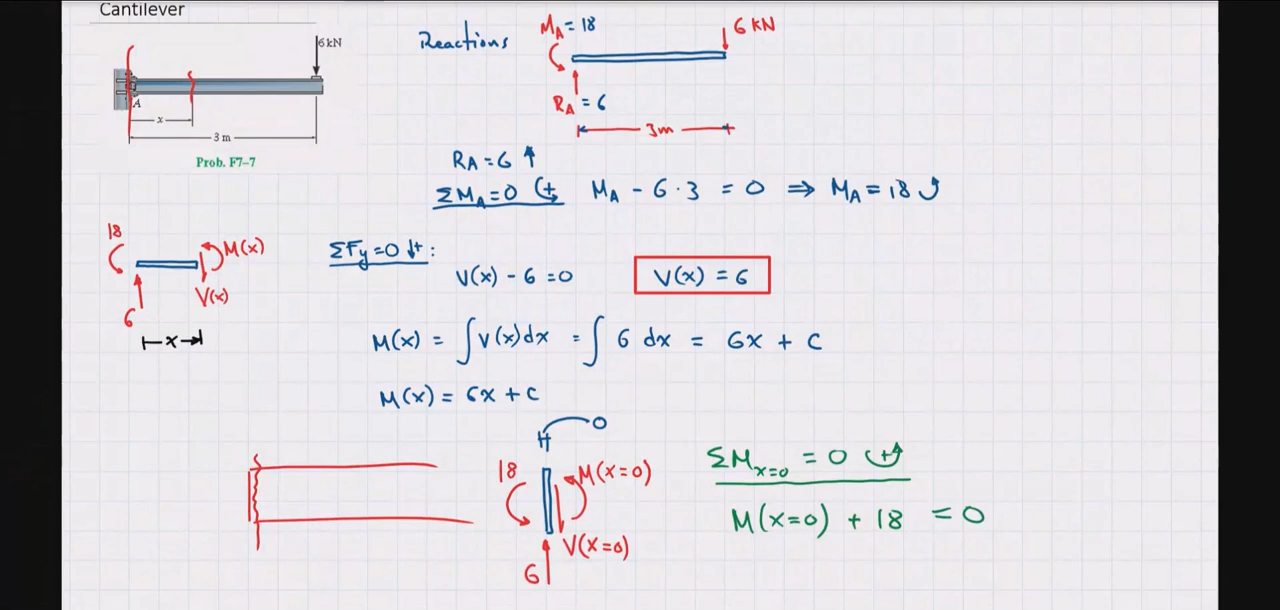 Cantilever
6 kN
A
x
3 m
Prob. F7-7
Reactions
M_A = 18
6 kN
R_A = 6
3m
R_A = 6 ↑
ΣM_A = 0 (+ M_A - 6·3 = 0 ⇒ M_A = 18
18
M(x)
V(x)
6
x
ΣFy = 0 ↓+ :
V(x) - 6 = 0
V(x) = 6
M(x) = ∫V(x)dx = ∫ 6 dx = 6x + C
M(x) = 6x + C
0
18
M(x=0)
V(x=0)
6
ΣM_x=0 = 0 +
M(x=0) + 18 = 0